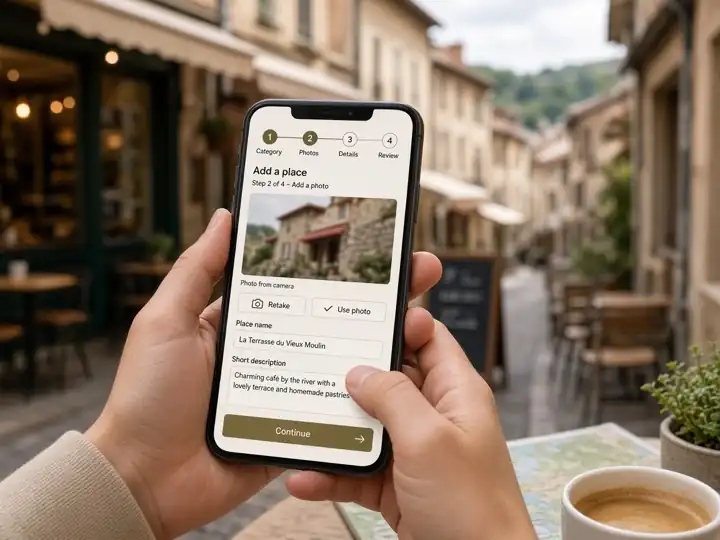 1 2 3 4
Category Photos Details Review
Add a place
Step 2 of 4 – Add a photo
Photo from camera
Retake Use photo
Place name
La Terrasse du Vieux Moulin
Short description
Charming café by the river with a
lovely terrace and homemade pastries
Continue